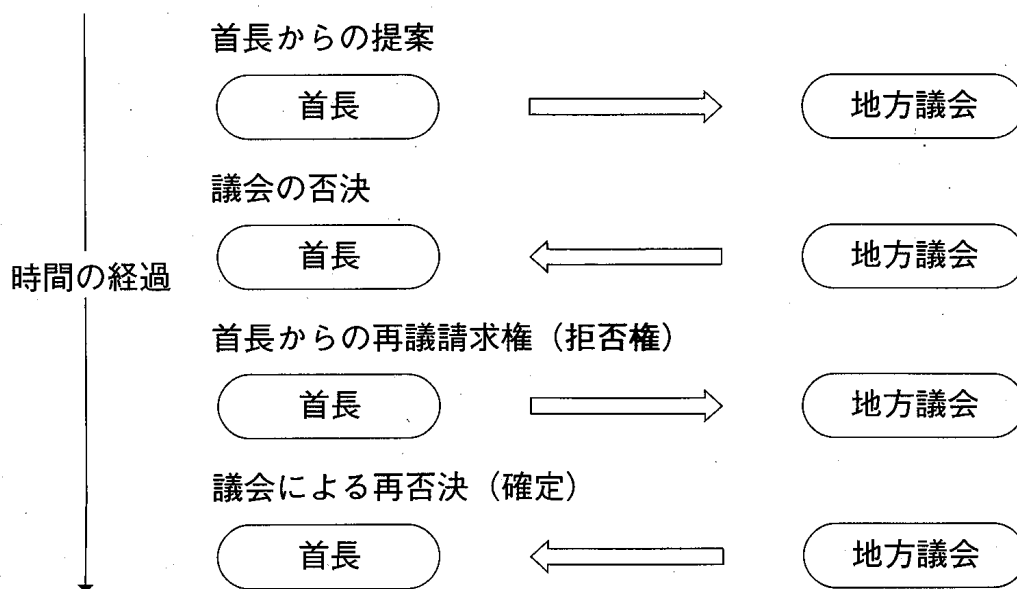 首長からの提案
首長
地方議会
議会の否決
首長
地方議会
時間の経過
首長からの再議請求権（拒否権）
首長
地方議会
議会による再否決（確定）
首長
地方議会